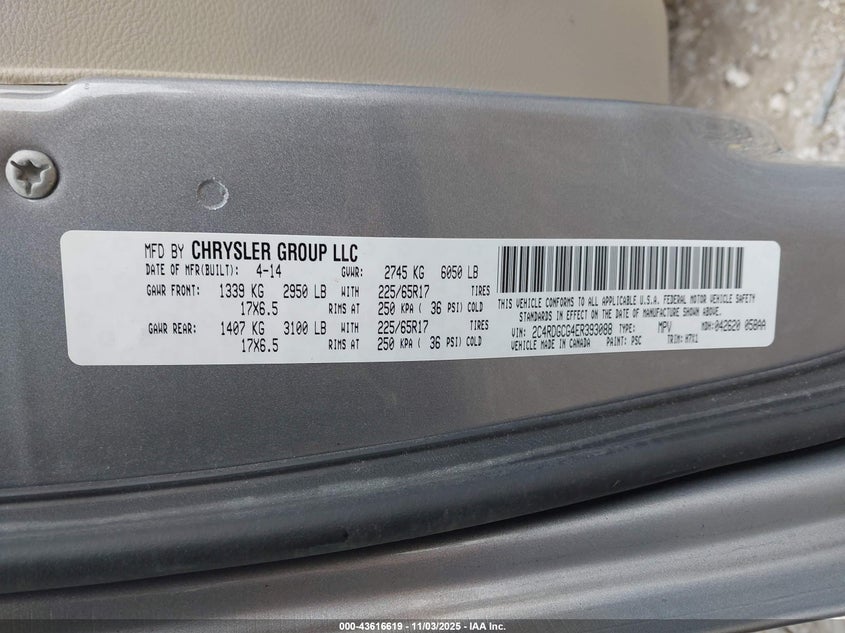 MFD BY CHRYSLER GROUP LLC
DATE OF MFR(BUILT): 4-14 GVWR: 2745 KG 6050 LB
GAWR FRONT: 1339 KG 2950 LB WITH 225/65R17 TIRES
17X6.5 RIMS AT 250 KPA ( 36 PSI) COLD
GAWR REAR: 1407 KG 3100 LB WITH 225/65R17 TIRES
17X6.5 RIMS AT 250 KPA ( 36 PSI) COLD
THIS VEHICLE CONFORMS TO ALL APPLICABLE U.S.A. FEDERAL MOTOR VEHICLE SAFETY
STANDARDS IN EFFECT ON THE DATE OF MANUFACTURE SHOWN ABOVE.
VIN: 2C4RDGCG4ER393088 TYPE: MPV MDH: 042620 058AA
VEHICLE MADE IN CANADA PAINT: PSC TRIM: H7X1
000-43616619 | 11/03/2025 - IAA Inc.